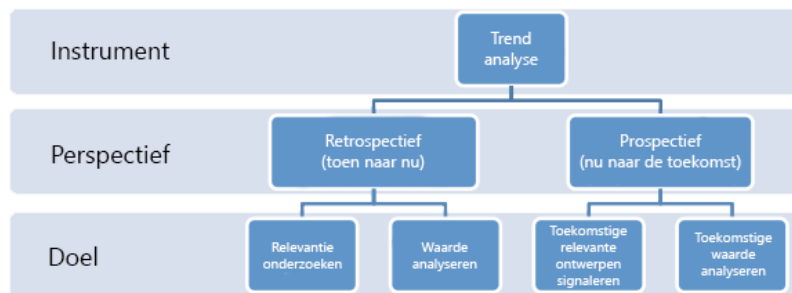 Instrument
Trend
analyse
Perspectief
Retrospectief
(toen naar nu)
Prospectief
(nu naar de toekomst)
Doel
Relevantie
onderzoeken
Waarde
analyseren
Toekomstige
relevante
ontwerpen
signaleren
Toekomstige
waarde
analyseren